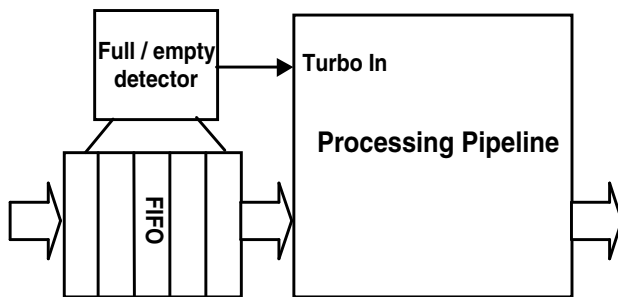 Full / empty
detector
Turbo In
Processing Pipeline
FIFO